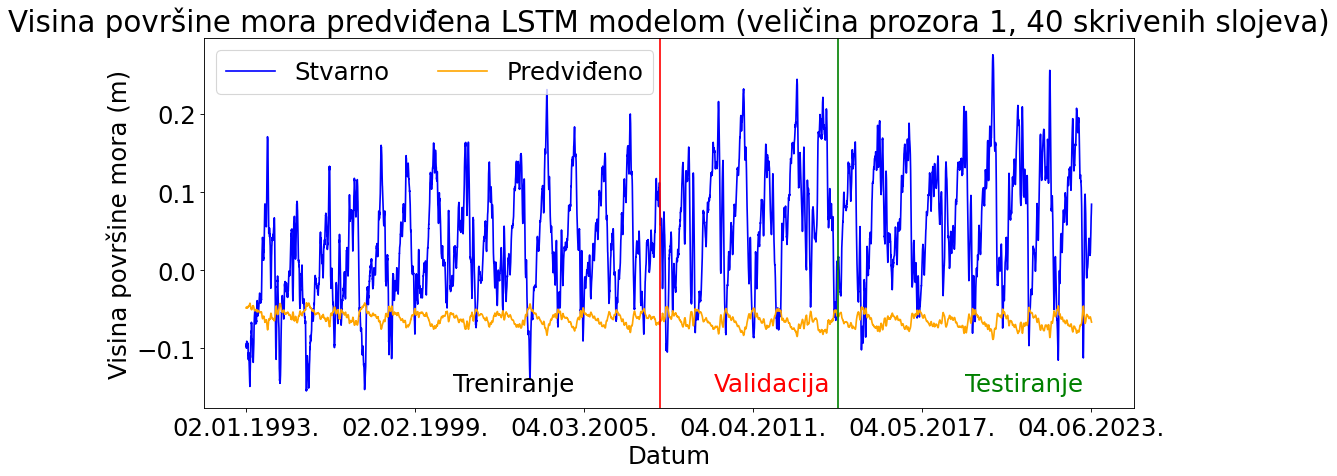 Visina površine mora predviđena LSTM modelom (veličina prozora 1, 40 skrivenih slojeva)
Stvarno
Predviđeno
Visina površine mora (m)
0.2
0.1
0.0
−0.1
Treniranje
Validacija
Testiranje
02.01.1993.
02.02.1999.
04.03.2005.
04.04.2011.
04.05.2017.
04.06.2023.
Datum